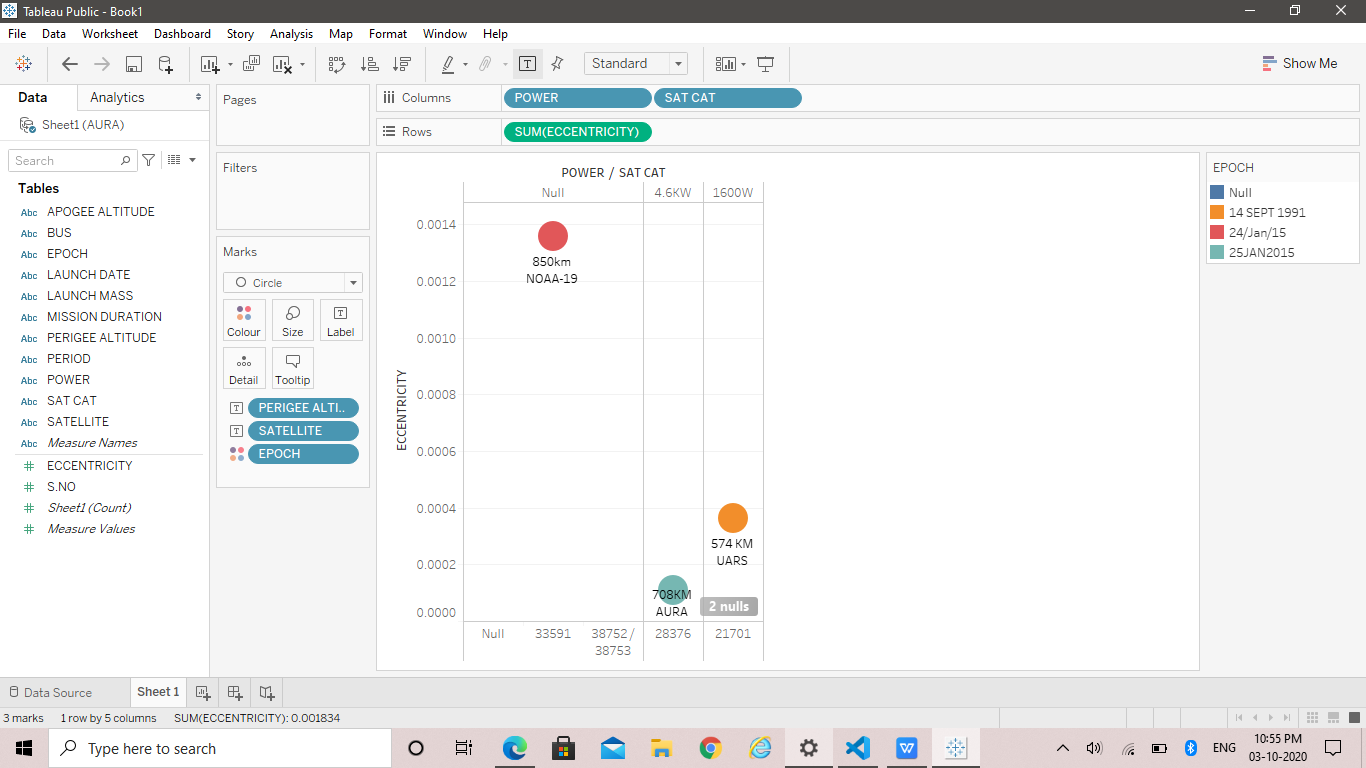 Tableau Public - Book1
File Data Worksheet Dashboard Story Analysis Map Format Window Help
Standard
Show Me
Data Analytics
Sheet1 (AURA)
Search
Tables
Abc APOGEE ALTITUDE
Abc BUS
Abc EPOCH
Abc LAUNCH DATE
Abc LAUNCH MASS
Abc MISSION DURATION
Abc PERIGEE ALTITUDE
Abc PERIOD
Abc POWER
Abc SAT CAT
Abc SATELLITE
Abc Measure Names
# ECCENTRICITY
# S.NO
# Sheet1 (Count)
# Measure Values
Pages
Filters
Marks
Circle
Colour Size Label
Detail Tooltip
PERIGEE ALTI..
SATELLITE
EPOCH
Columns POWER SAT CAT
Rows SUM(ECCENTRICITY)
POWER / SAT CAT
Null 4.6KW 1600W
ECCENTRICITY
0.0014
0.0012
0.0010
0.0008
0.0006
0.0004
0.0002
0.0000
850km
NOAA-19
574 KM
UARS
708KM
AURA
2 nulls
Null 33591 38752 / 28376 21701
38753
EPOCH
Null
14 SEPT 1991
24/Jan/15
25JAN2015
Data Source Sheet 1
3 marks 1 row by 5 columns SUM(ECCENTRICITY): 0.001834
Type here to search
ENG
10:55 PM
03-10-2020